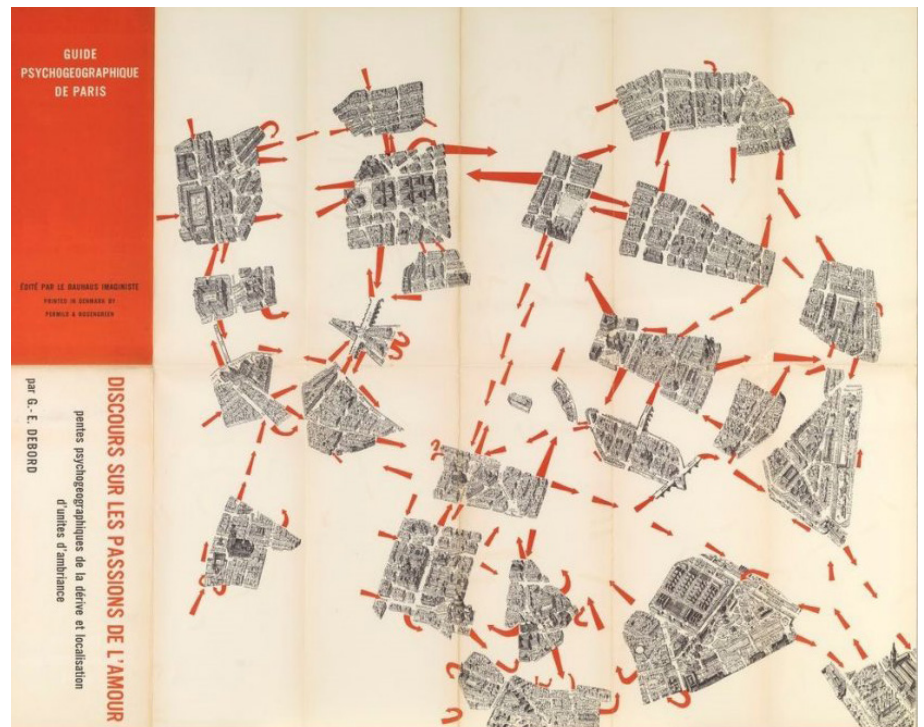 GUIDE
PSYCHOGEOGRAPHIQUE
DE PARIS
ÉDITÉ PAR LE BAUHAUS IMAGINISTE
PRINTED IN DENMARK BY
PERMILD & ROSENGREEN
DISCOURS SUR LES PASSIONS DE L'AMOUR
pentes psychogeographiques de la dérive et localisation
d'unites d'ambriance
par G.-E. DEBORD